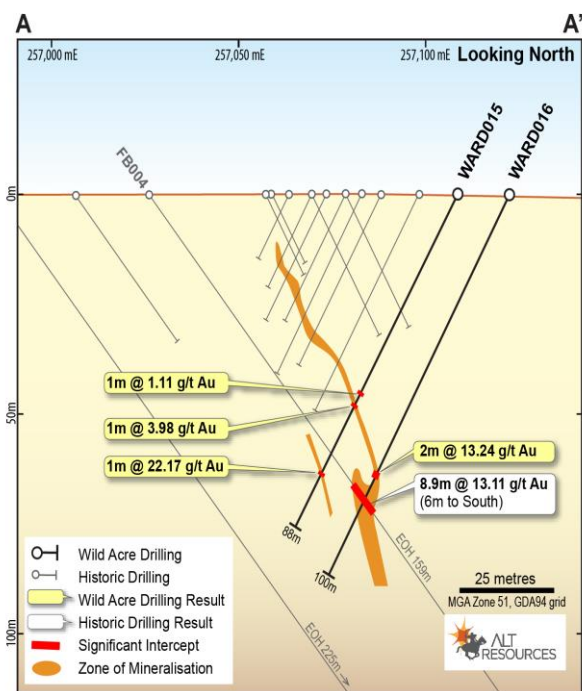 A
A'
257,000 mE
257,050 mE
257,100 mE
Looking North
FB004
WARD015
WARD016
0m
50m
100m
1m @ 1.11 g/t Au
1m @ 3.98 g/t Au
1m @ 22.17 g/t Au
2m @ 13.24 g/t Au
8.9m @ 13.11 g/t Au
(6m to South)
88m
100m
EOH 159m
EOH 225m
Wild Acre Drilling
Historic Drilling
Wild Acre Drilling Result
Historic Drilling Result
Significant Intercept
Zone of Mineralisation
25 metres
MGA Zone 51, GDA94 grid
ALT
RESOURCES